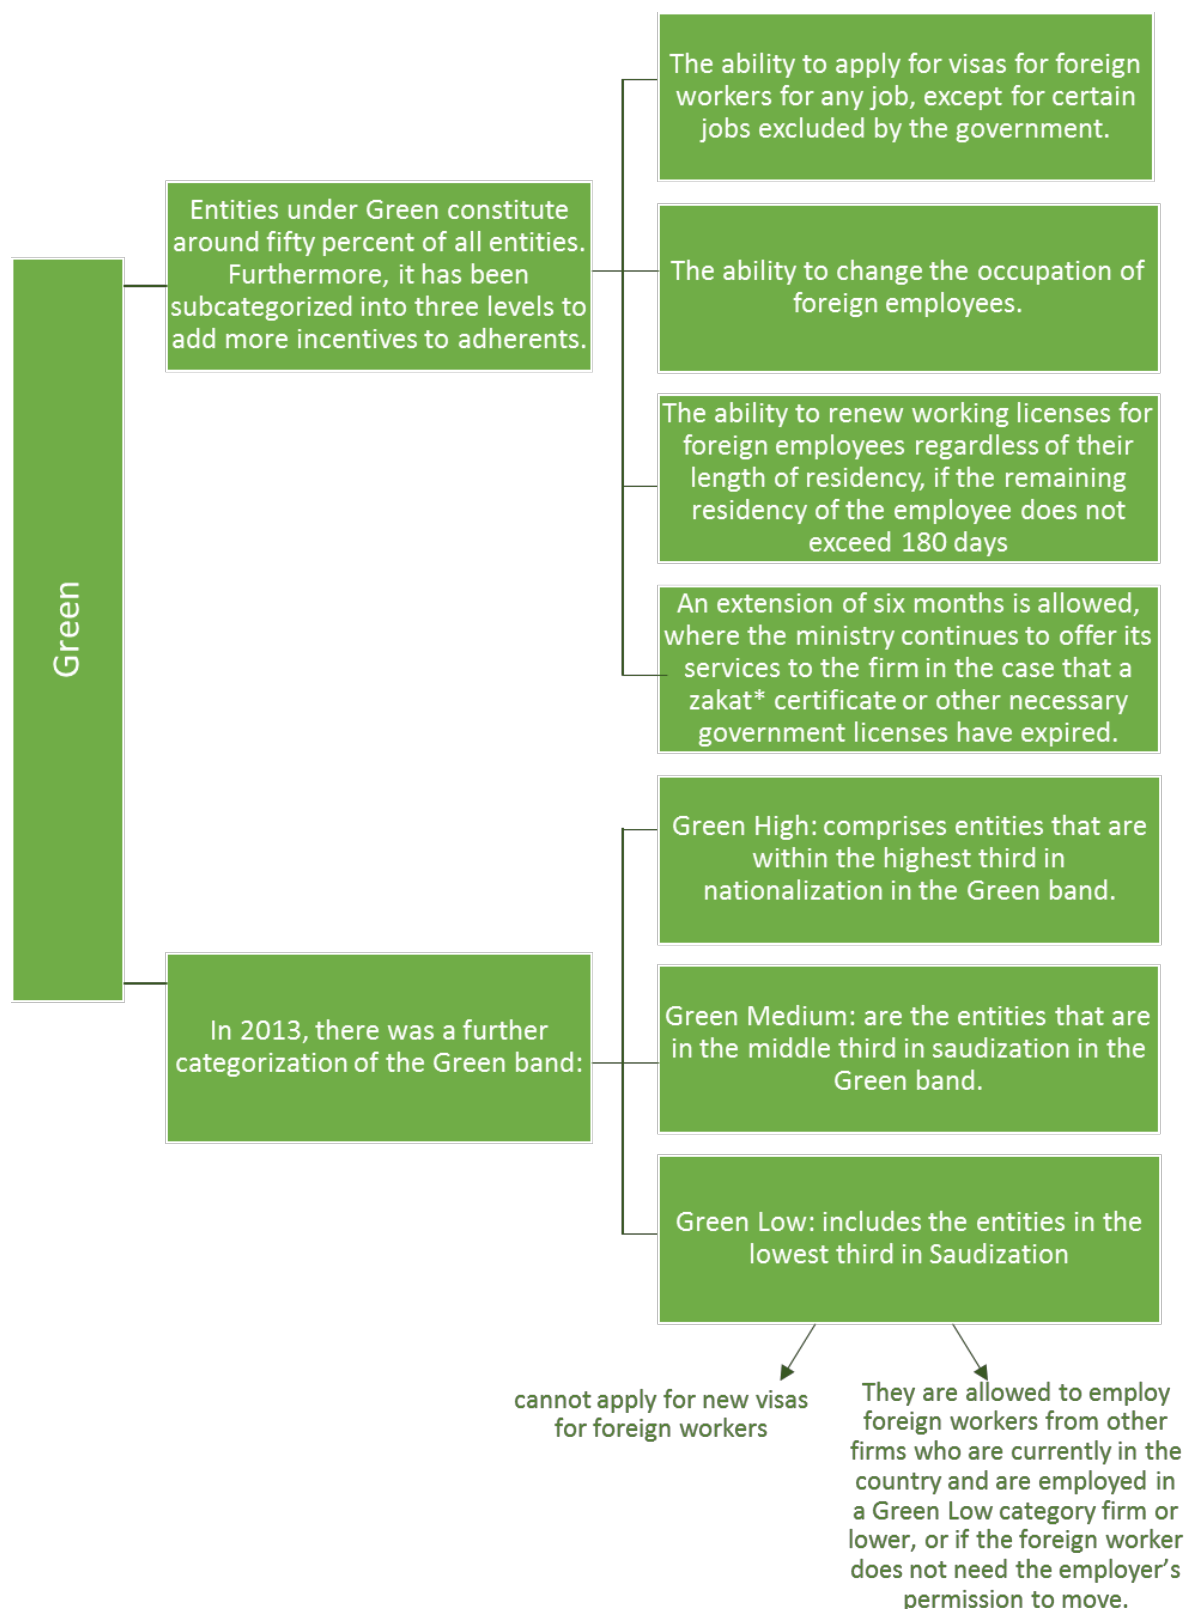 Green
Entities under Green constitute
around fifty percent of all entities.
Furthermore, it has been
subcategorized into three levels to
add more incentives to adherents.
The ability to apply for visas for foreign
workers for any job, except for certain
jobs excluded by the government.
The ability to change the occupation of
foreign employees.
The ability to renew working licenses for
foreign employees regardless of their
length of residency, if the remaining
residency of the employee does not
exceed 180 days
An extension of six months is allowed,
where the ministry continues to offer its
services to the firm in the case that a
zakat* certificate or other necessary
government licenses have expired.
In 2013, there was a further
categorization of the Green band:
Green High: comprises entities that are
within the highest third in
nationalization in the Green band.
Green Medium: are the entities that are
in the middle third in saudization in the
Green band.
Green Low: includes the entities in the
lowest third in Saudization
cannot apply for new visas
for foreign workers
They are allowed to employ
foreign workers from other
firms who are currently in the
country and are employed in
a Green Low category firm or
lower, or if the foreign worker
does not need the employer’s
permission to move.